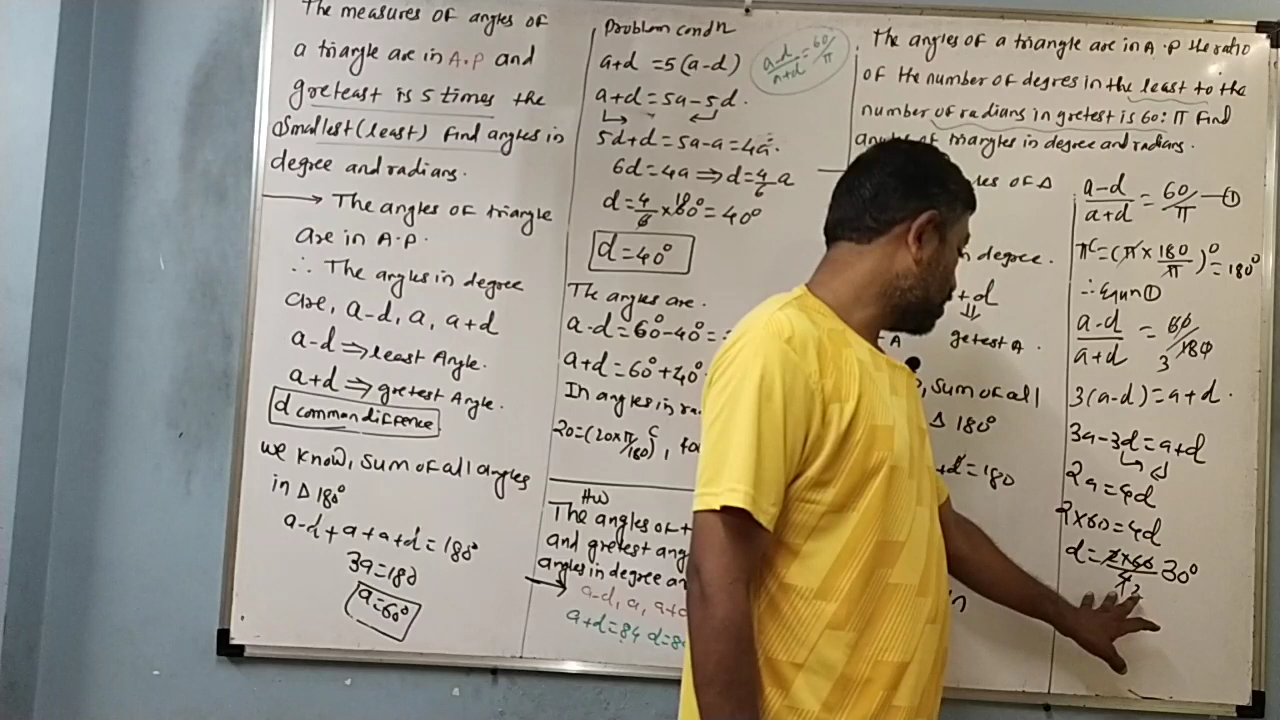 The measures of angles of
a triangle are in A.P and
greteast is 5 times the
Smallest (least) find angles in
degree and radians.
→ The angles of triangle
are in A.P.
∴ The angles in degree
are, a-d, a, a+d
a-d ⇒ least Angle.
a+d ⇒ gretest Angle.
d common diffence
we know, sum of all angles
in Δ 180°
a-d+a+a+d=180°
3a=180
a=60°
Problem condn
a+d =5(a-d)
a+d=5a-5d.
5d+d=5a-a=4a.
6d=4a ⇒ d=4/6 a
d=4/6×60°=40°
d=40°
The angles are.
a-d=60°-40°=
a+d=60°+40°
In angles in ra
20=(20×π/180)ᶜ,
HW
The angles of
and gretest ang
angles in degree an
→ a-d, a, a+d
a+d=84 d=8
a-d/a+d=60/π
The angles of a triangle are in A.P the ratio
of the number of degres in the least to the
number of radians in gretest is 60:π Find
of triangles in degree and radians.
les of Δ
degree.
+d
⇓
A getest A.
, sum of all
Δ 180°
+d=180
in
a-d/a+d = 60/π —①
πᶜ=(π×180/π)°=180°
∴ Equn①
a-d/a+d = 60/180 3
3(a-d)=a+d.
3a-3d=a+d
2a=4d
2×60=4d
d=2×60/4 2 30°